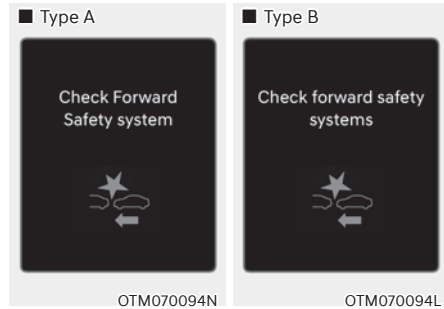 ■ Type A
Check Forward
Safety system
OTM070094N
■ Type B
Check forward safety
systems
OTM070094L